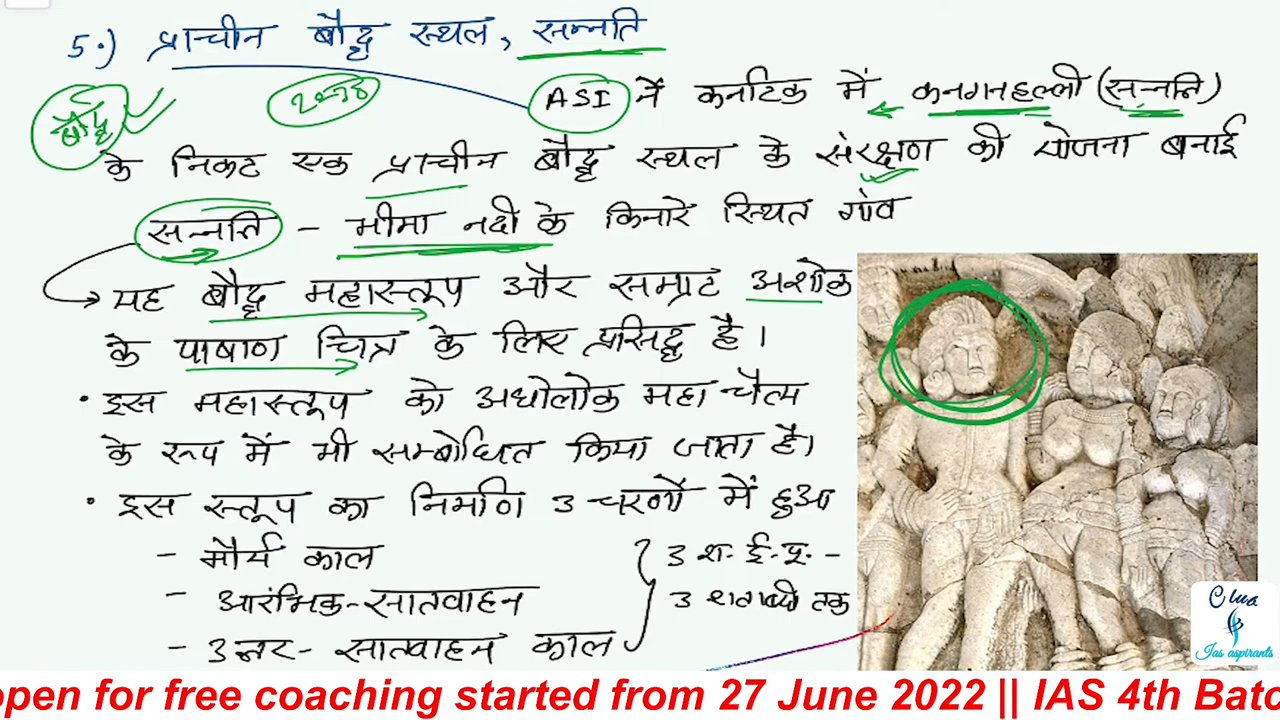 5.) प्राचीन बौद्ध स्थल, सन्नति
बौद्ध
ASI ने कर्नाटक में कनगनहल्ली (सन्नति)
के निकट एक प्राचीन बौद्ध स्थल के संरक्षण की योजना बनाई
सन्नति - भीमा नदी के किनारे स्थित गांव
यह बौद्ध महास्तूप और सम्राट अशोक
के पाषाण चित्र के लिए प्रसिद्ध है।
• इस महास्तूप को अधोलोक महा चैत्य
के रूप में भी सम्बोधित किया जाता है।
• इस स्तूप का निर्माण 3 चरणों में हुआ
- मौर्य काल
- आरंभिक-सातवाहन
- उत्तर- सातवाहन काल
3 श. ई. पू. -
3 शताब्दी तक
Clue
Ias aspirants
open for free coaching started from 27 June 2022 || IAS 4th Batc